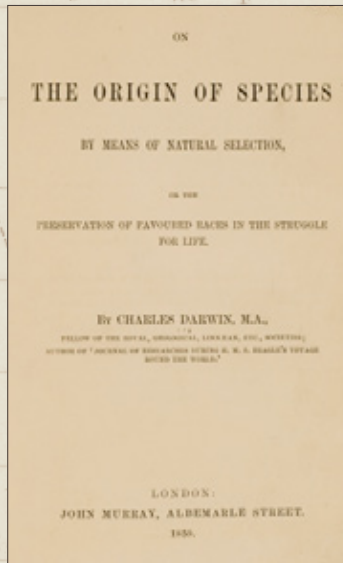 ON
THE ORIGIN OF SPECIES
BY MEANS OF NATURAL SELECTION,
OR THE
PRESERVATION OF FAVOURED RACES IN THE STRUGGLE
FOR LIFE.
By CHARLES DARWIN, M.A.,
FELLOW OF THE ROYAL, GEOLOGICAL, LINNÆAN, ETC., SOCIETIES;
AUTHOR OF 'JOURNAL OF RESEARCHES DURING H. M. S. BEAGLE'S VOYAGE
ROUND THE WORLD.'
LONDON:
JOHN MURRAY, ALBEMARLE STREET.
1859.